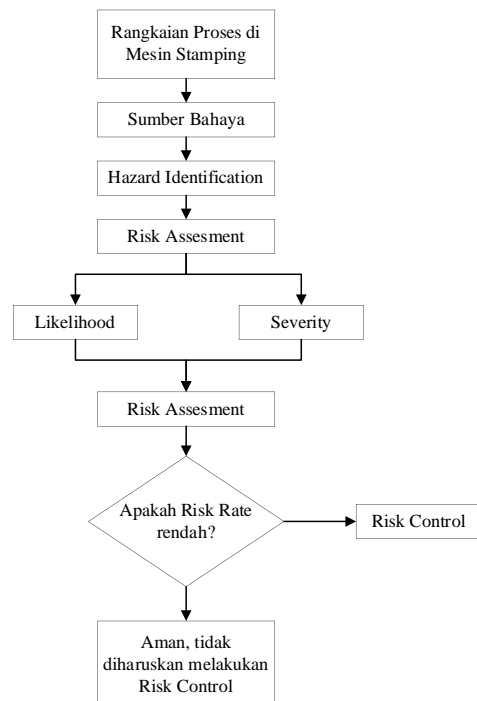 Rangkaian Proses di
Mesin Stamping
Sumber Bahaya
Hazard Identification
Risk Assesment
Likelihood
Severity
Risk Assesment
Apakah Risk Rate
rendah?
Risk Control
Aman, tidak
diharuskan melakukan
Risk Control